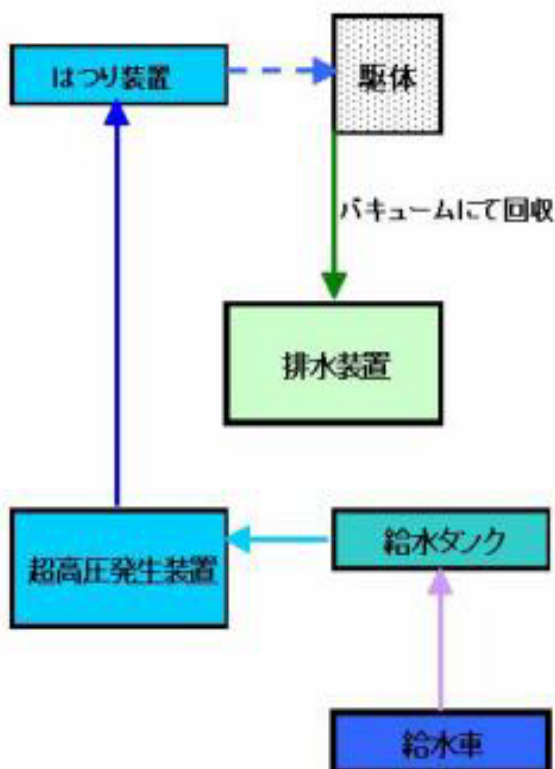 はつり装置
駆体
バキュームにて回収
排水装置
超高圧発生装置
給水タンク
給水車